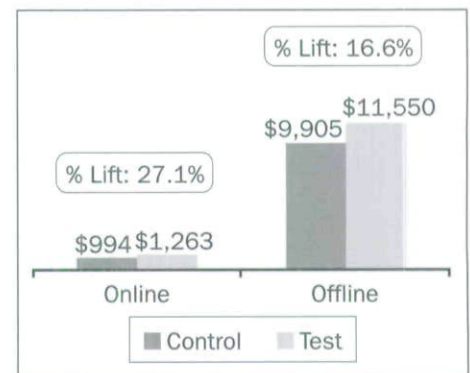 % Lift: 16.6%
$11,550
$9,905
% Lift: 27.1%
$994 $1,263
Online Offline
Control Test